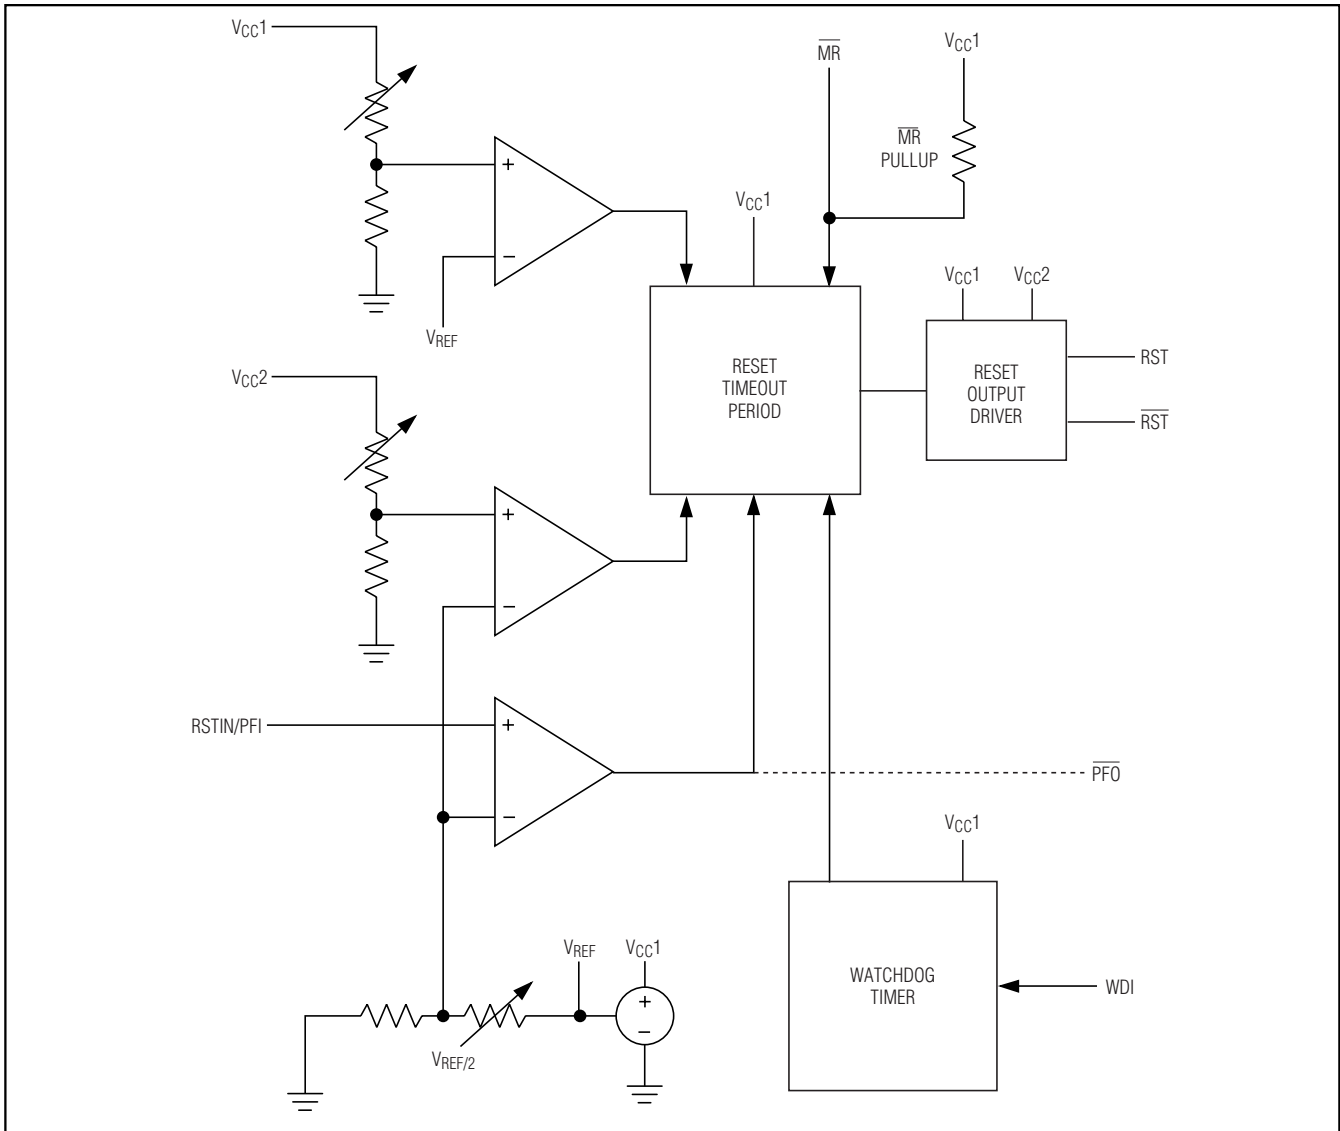 VCC1
MR
VCC1
MR
PULLUP
+
−
VREF
VCC1
RESET
TIMEOUT
PERIOD
VCC1
VCC2
RESET
OUTPUT
DRIVER
RST
RST
VCC2
+
−
RSTIN/PFI
+
−
PFO
VCC1
WATCHDOG
TIMER
WDI
VREF
VCC1
+
−
VREF/2